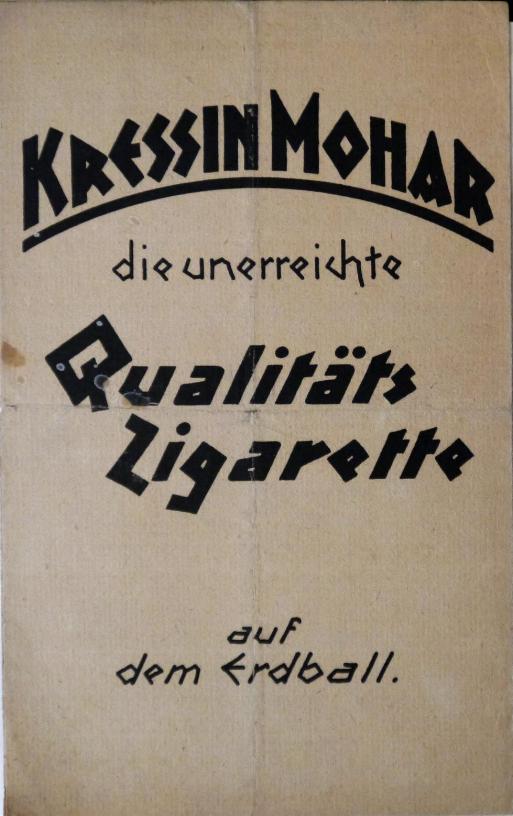 KRESSIN MOHAR
die unerreichte
Qualitäts
Zigarette
auf
dem Erdball.